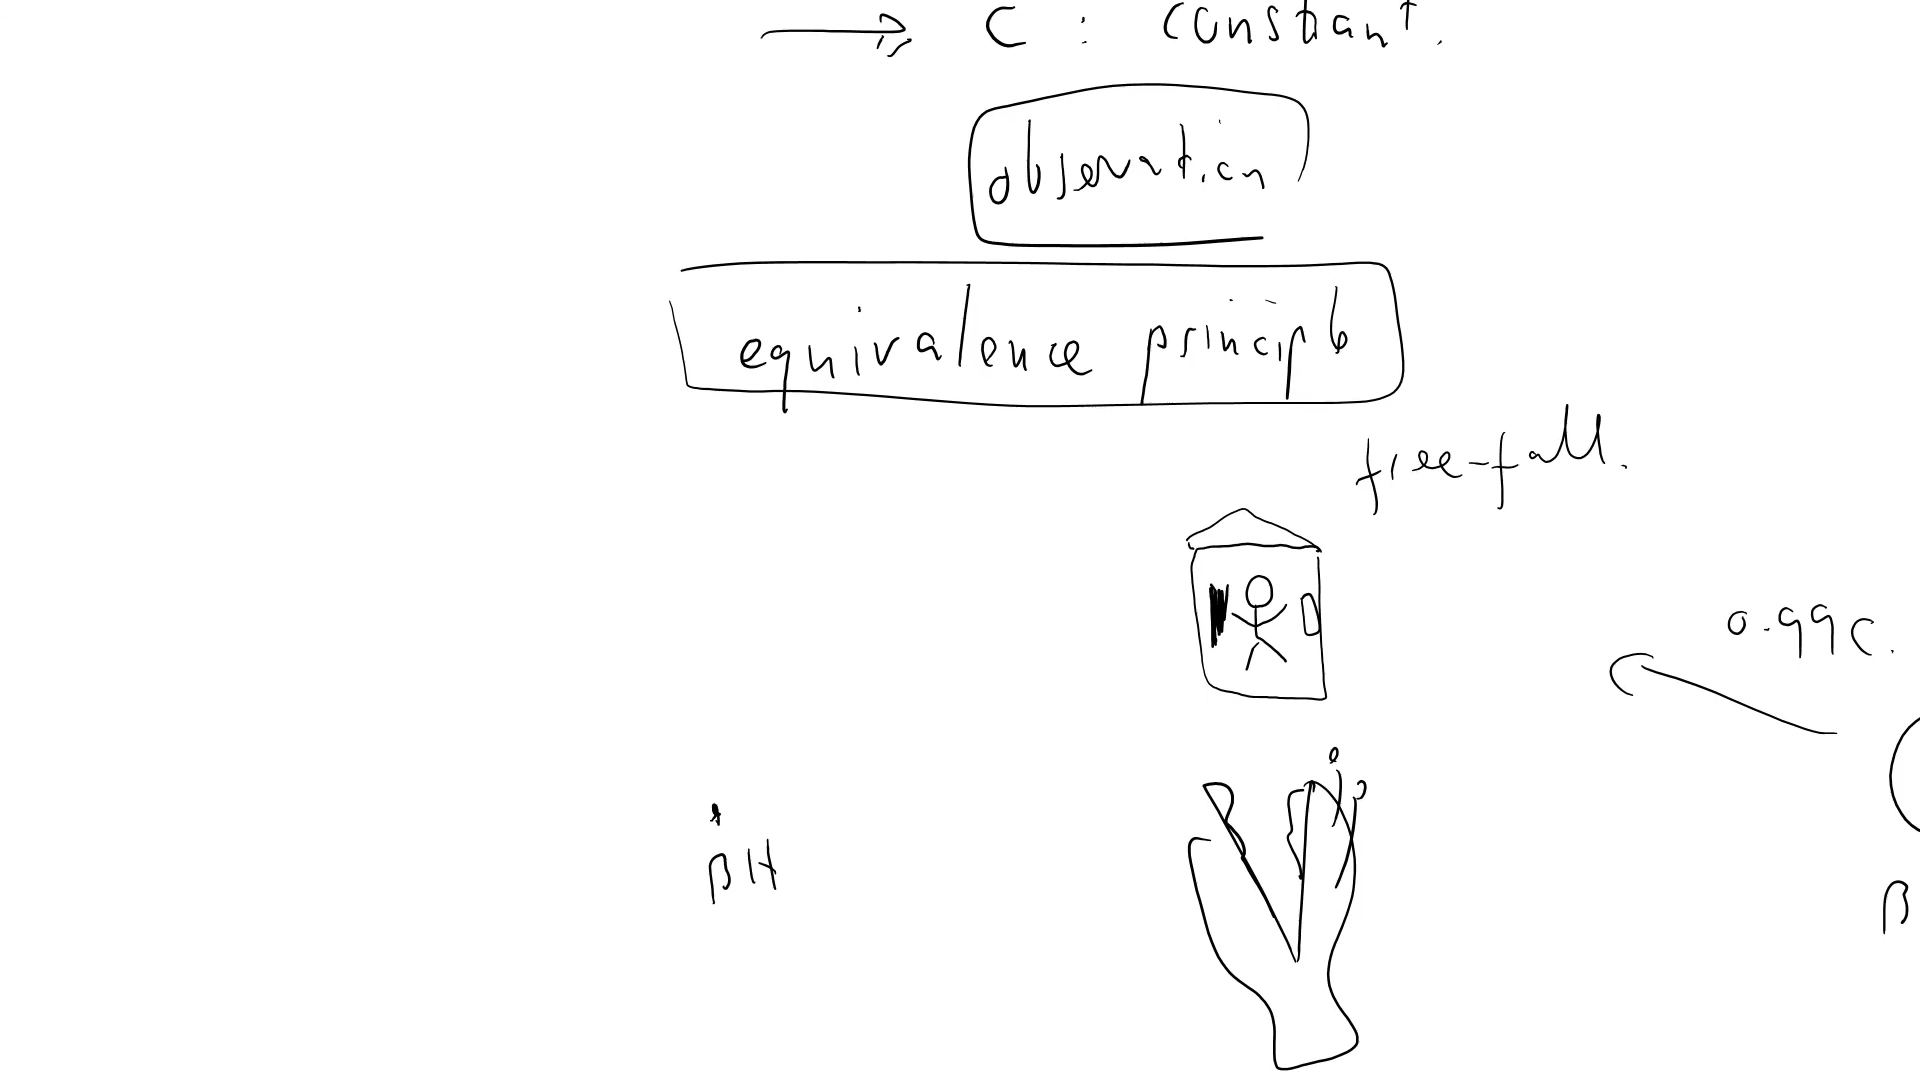 C : constant.
observation
equivalence principle
free-fall.
0.99c.
BH
B